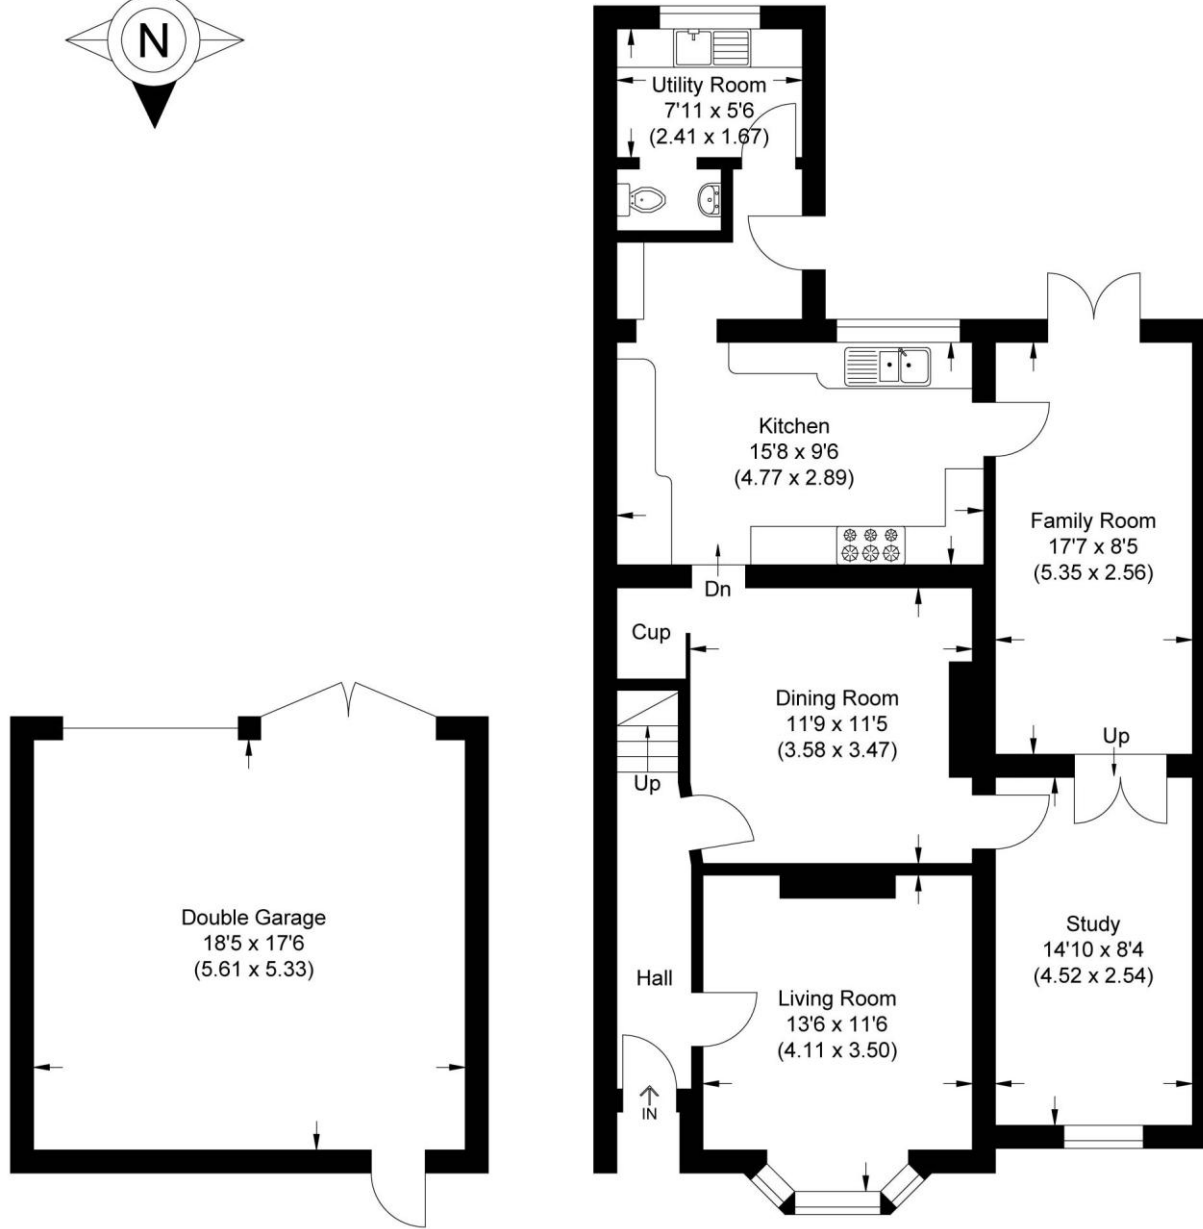 N
Utility Room
7'11 x 5'6
(2.41 x 1.67)
Kitchen
15'8 x 9'6
(4.77 x 2.89)
Family Room
17'7 x 8'5
(5.35 x 2.56)
Dn
Cup
Dining Room
11'9 x 11'5
(3.58 x 3.47)
Up
Up
Double Garage
18'5 x 17'6
(5.61 x 5.33)
Study
14'10 x 8'4
(4.52 x 2.54)
Hall
Living Room
13'6 x 11'6
(4.11 x 3.50)
IN